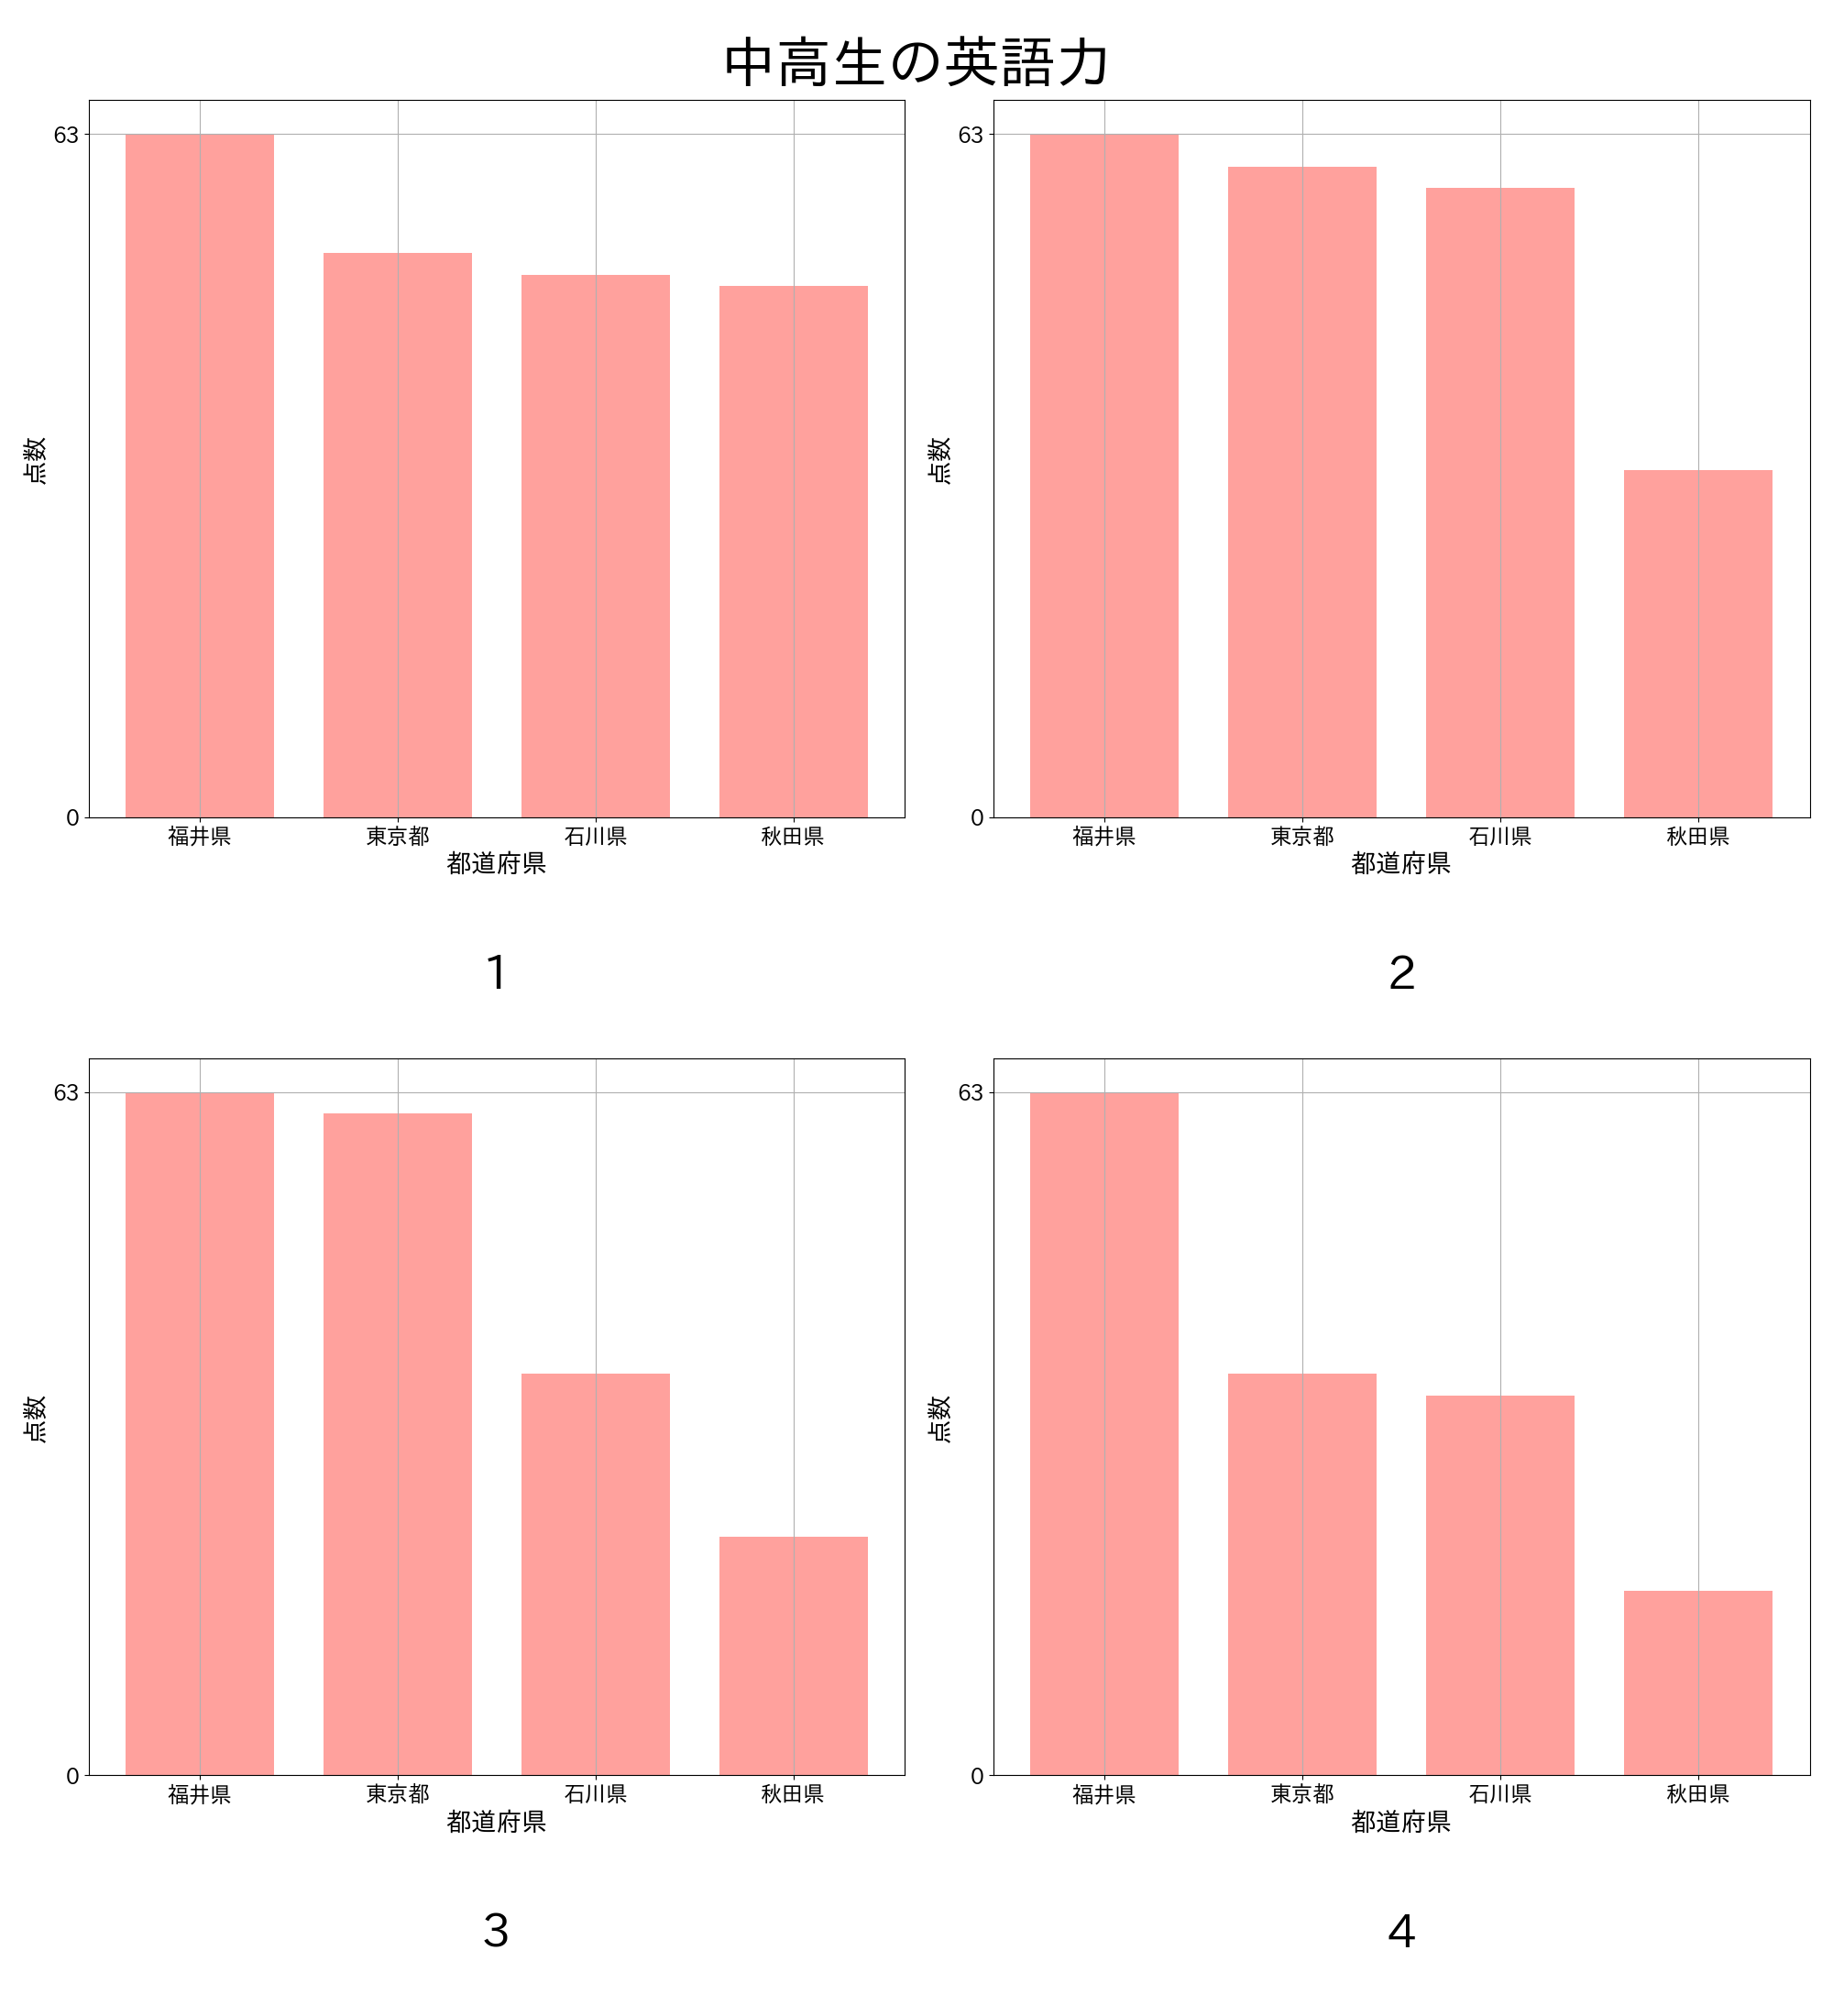 中高生の英語力
63
点数
0
福井県 東京都 石川県 秋田県
都道府県
1
63
点数
0
福井県 東京都 石川県 秋田県
都道府県
2
63
点数
0
福井県 東京都 石川県 秋田県
都道府県
3
63
点数
0
福井県 東京都 石川県 秋田県
都道府県
4